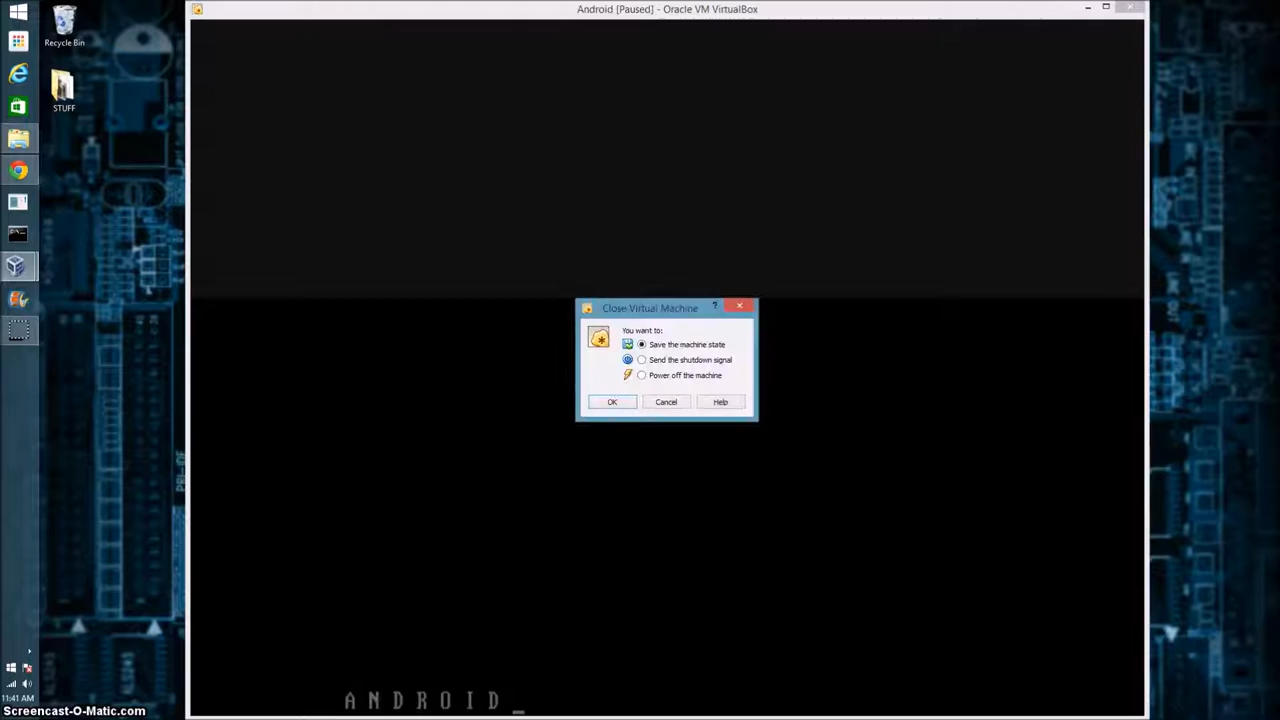 Android [Paused] - Oracle VM VirtualBox
Recycle Bin
STUFF
Close Virtual Machine
?
You want to:
Save the machine state
Send the shutdown signal
Power off the machine
OK
Cancel
Help
A N D R O I D _
11:41 AM
Screencast-O-Matic.com